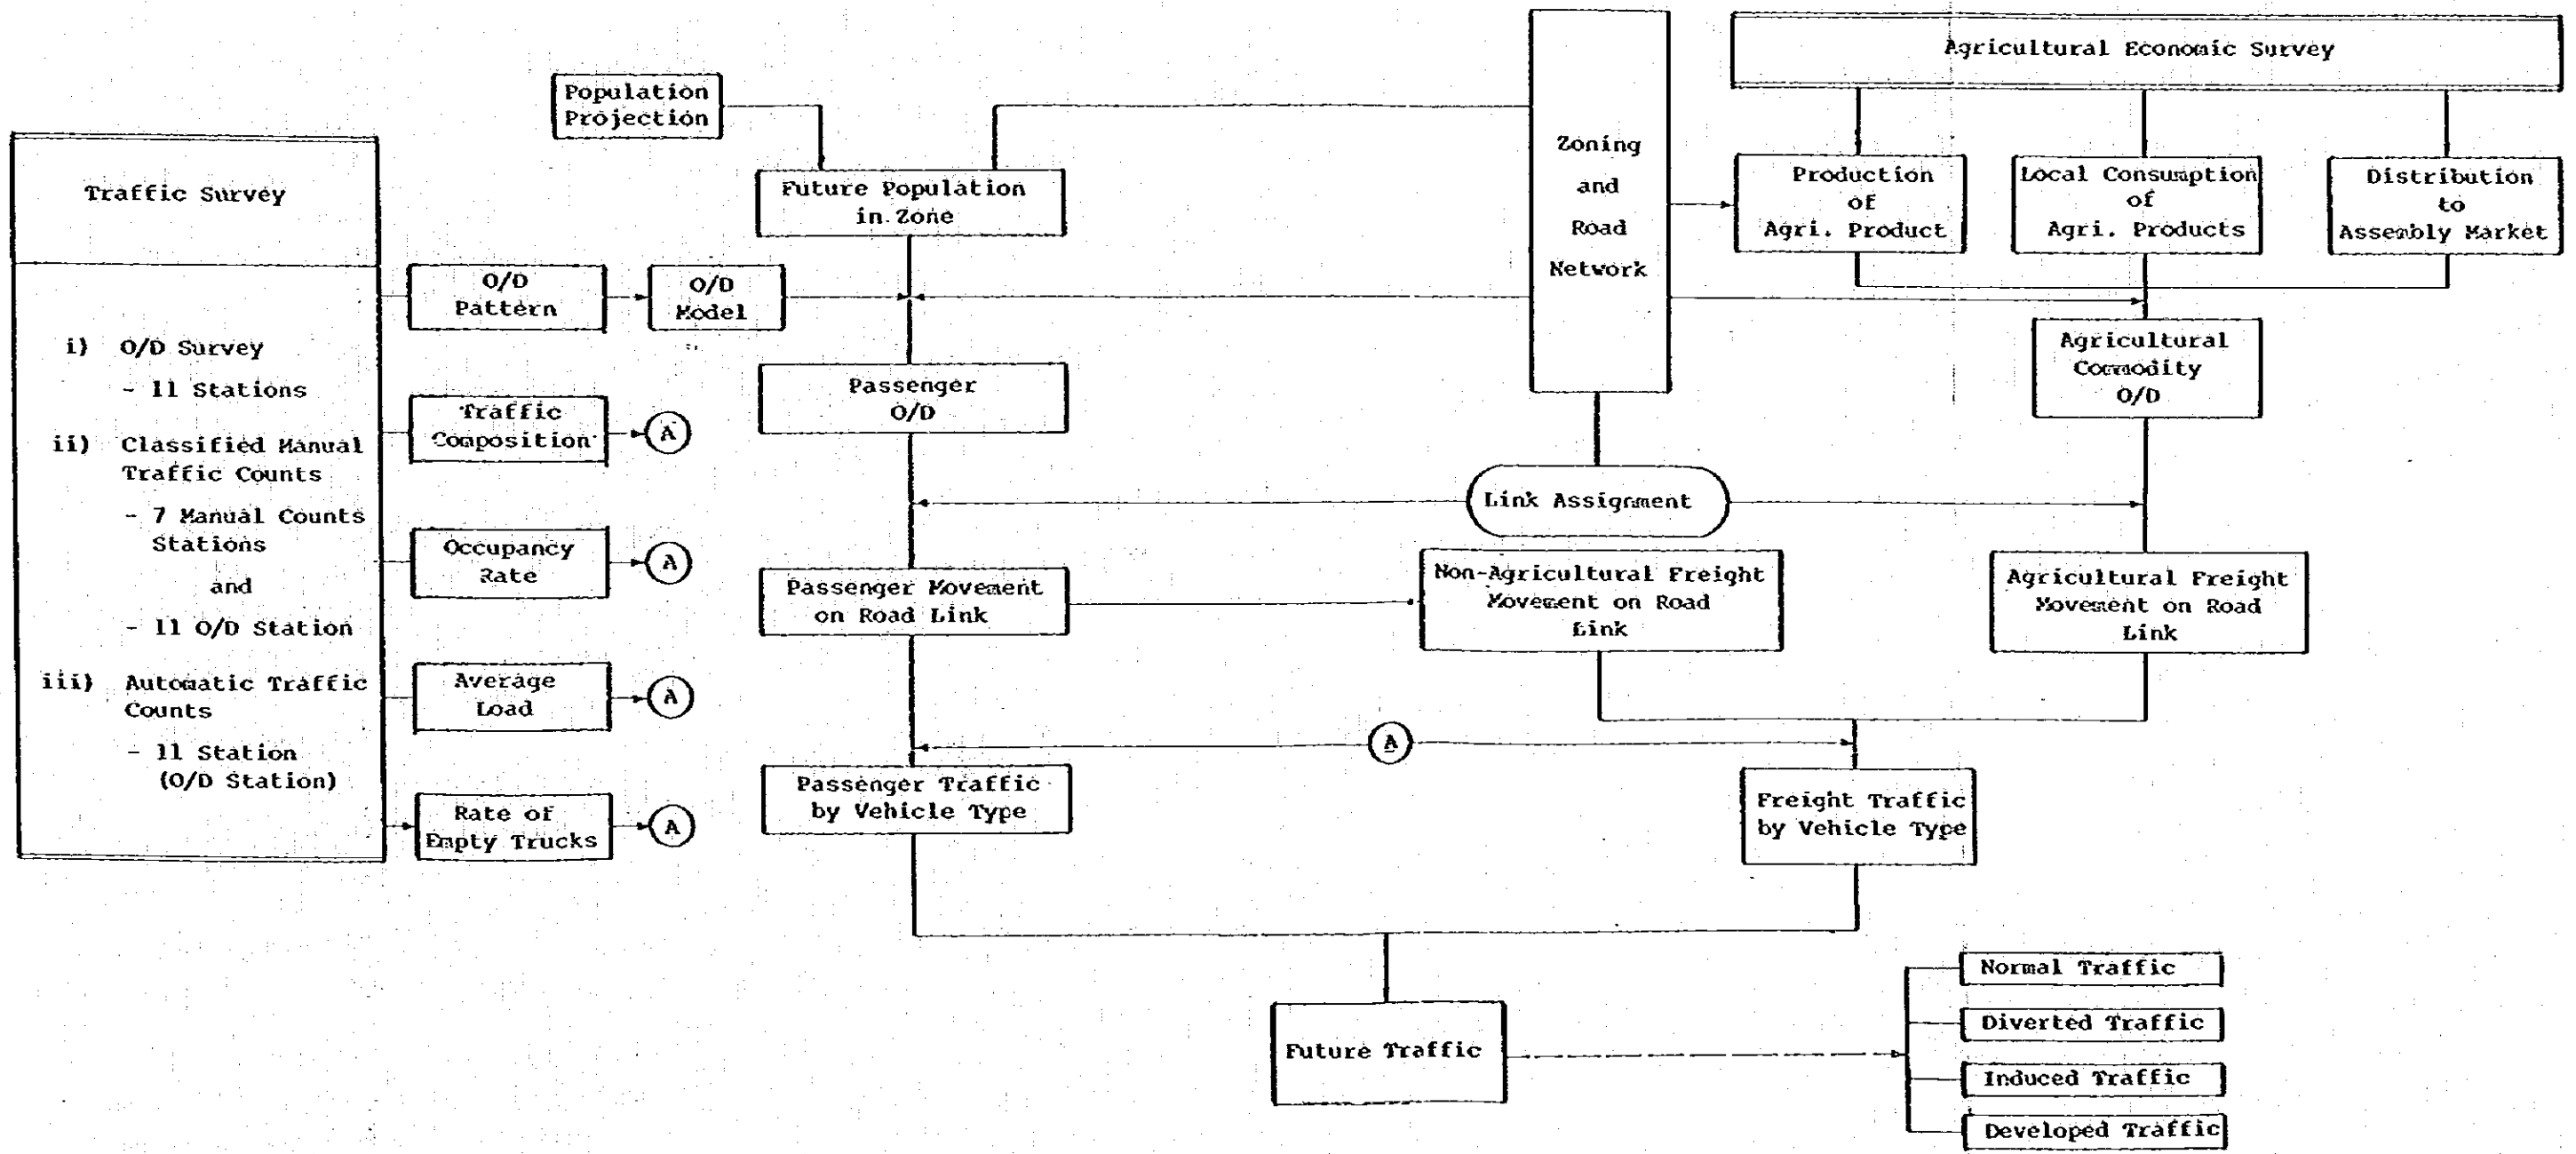 Traffic Survey
i) O/D Survey
- 11 Stations
ii) Classified Manual
Traffic Counts
- 7 Manual Counts
Stations
and
- 11 O/D Station
iii) Automatic Traffic
Counts
- 11 Station
(O/D Station)
O/D
Pattern
O/D
Model
Traffic
Composition
A
Occupancy
Rate
A
Average
Load
A
Rate of
Empty Trucks
A
Population
Projection
Future Population
in Zone
Passenger
O/D
Passenger Movement
on Road Link
Passenger Traffic
by Vehicle Type
Zoning
and
Road
Network
Link Assignment
Non-Agricultural Freight
Movement on Road
Link
A
Agricultural Economic Survey
Production
of
Agri. Product
Local Consumption
of
Agri. Products
Distribution
to
Assembly Market
Agricultural
Commodity
O/D
Agricultural Freight
Movement on Road
Link
Freight Traffic
by Vehicle Type
Future Traffic
Normal Traffic
Diverted Traffic
Induced Traffic
Developed Traffic